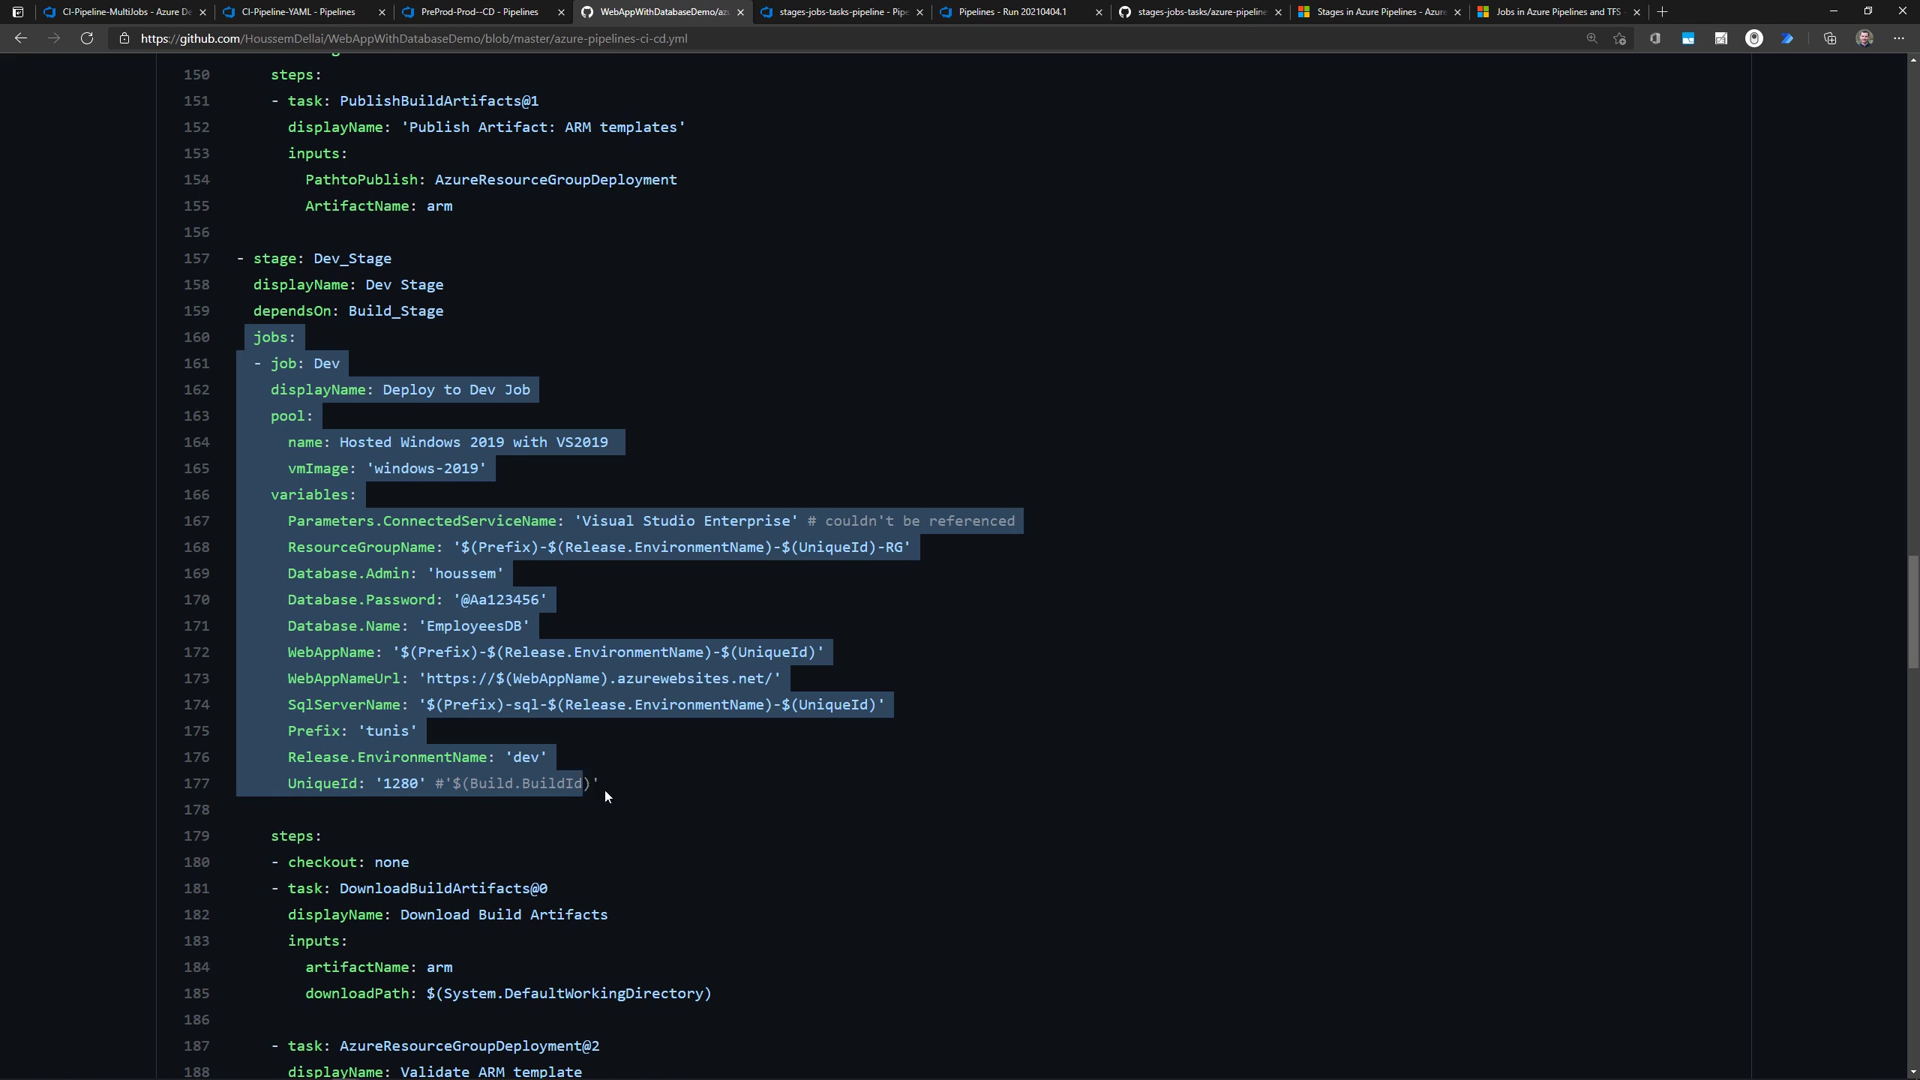 CI-Pipeline-MultiJobs - Azure De
CI-Pipeline-YAML - Pipelines
PreProd-Prod--CD - Pipelines
WebAppWithDatabaseDemo/az
stages-jobs-tasks-pipeline - Pip
Pipelines - Run 20210404.1
stages-jobs-tasks/azure-pipeline
Stages in Azure Pipelines - Azur
Jobs in Azure Pipelines and TFS -
https://github.com/HoussemDellai/WebAppWithDatabaseDemo/blob/master/azure-pipelines-ci-cd.yml
150 steps:
151 - task: PublishBuildArtifacts@1
152 displayName: 'Publish Artifact: ARM templates'
153 inputs:
154 PathtoPublish: AzureResourceGroupDeployment
155 ArtifactName: arm
156
157 - stage: Dev_Stage
158 displayName: Dev Stage
159 dependsOn: Build_Stage
160 jobs:
161 - job: Dev
162 displayName: Deploy to Dev Job
163 pool:
164 name: Hosted Windows 2019 with VS2019
165 vmImage: 'windows-2019'
166 variables:
167 Parameters.ConnectedServiceName: 'Visual Studio Enterprise' # couldn't be referenced
168 ResourceGroupName: '$(Prefix)-$(Release.EnvironmentName)-$(UniqueId)-RG'
169 Database.Admin: 'houssem'
170 Database.Password: '@Aa123456'
171 Database.Name: 'EmployeesDB'
172 WebAppName: '$(Prefix)-$(Release.EnvironmentName)-$(UniqueId)'
173 WebAppNameUrl: 'https://$(WebAppName).azurewebsites.net/'
174 SqlServerName: '$(Prefix)-sql-$(Release.EnvironmentName)-$(UniqueId)'
175 Prefix: 'tunis'
176 Release.EnvironmentName: 'dev'
177 UniqueId: '1280' #'$(Build.BuildId)'
178
179 steps:
180 - checkout: none
181 - task: DownloadBuildArtifacts@0
182 displayName: Download Build Artifacts
183 inputs:
184 artifactName: arm
185 downloadPath: $(System.DefaultWorkingDirectory)
186
187 - task: AzureResourceGroupDeployment@2
188 displayName: Validate ARM template